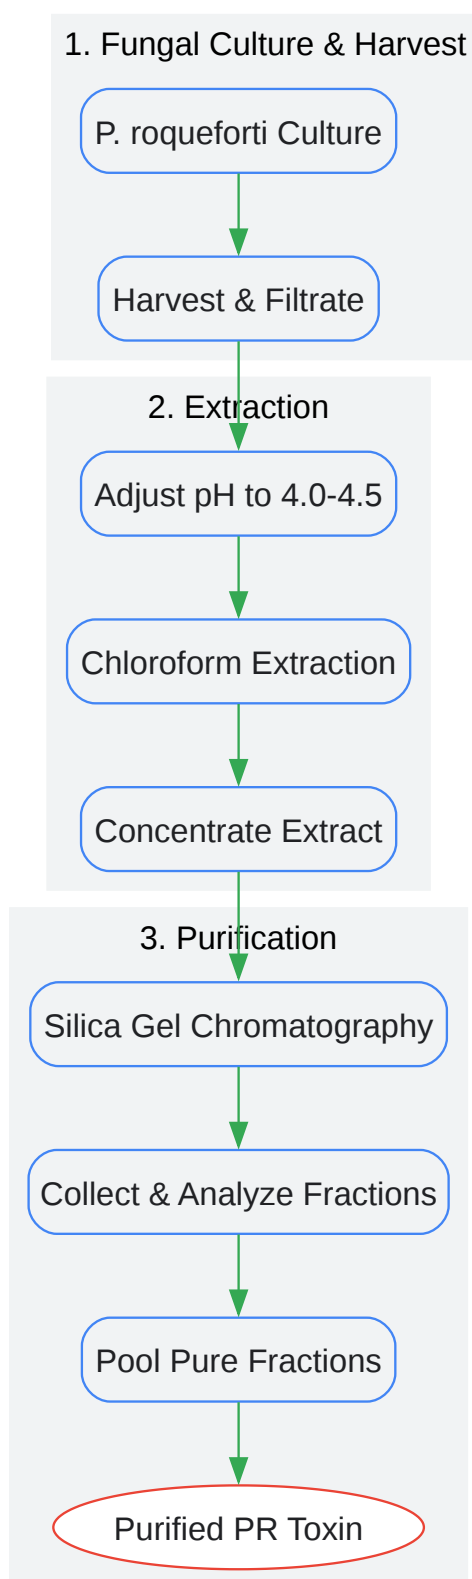 1. Fungal Culture & Harvest
P. roqueforti Culture
Harvest & Filtrate
2. Extraction
Adjust pH to 4.0-4.5
Chloroform Extraction
Concentrate Extract
3. Purification
Silica Gel Chromatography
Collect & Analyze Fractions
Pool Pure Fractions
Purified PR Toxin